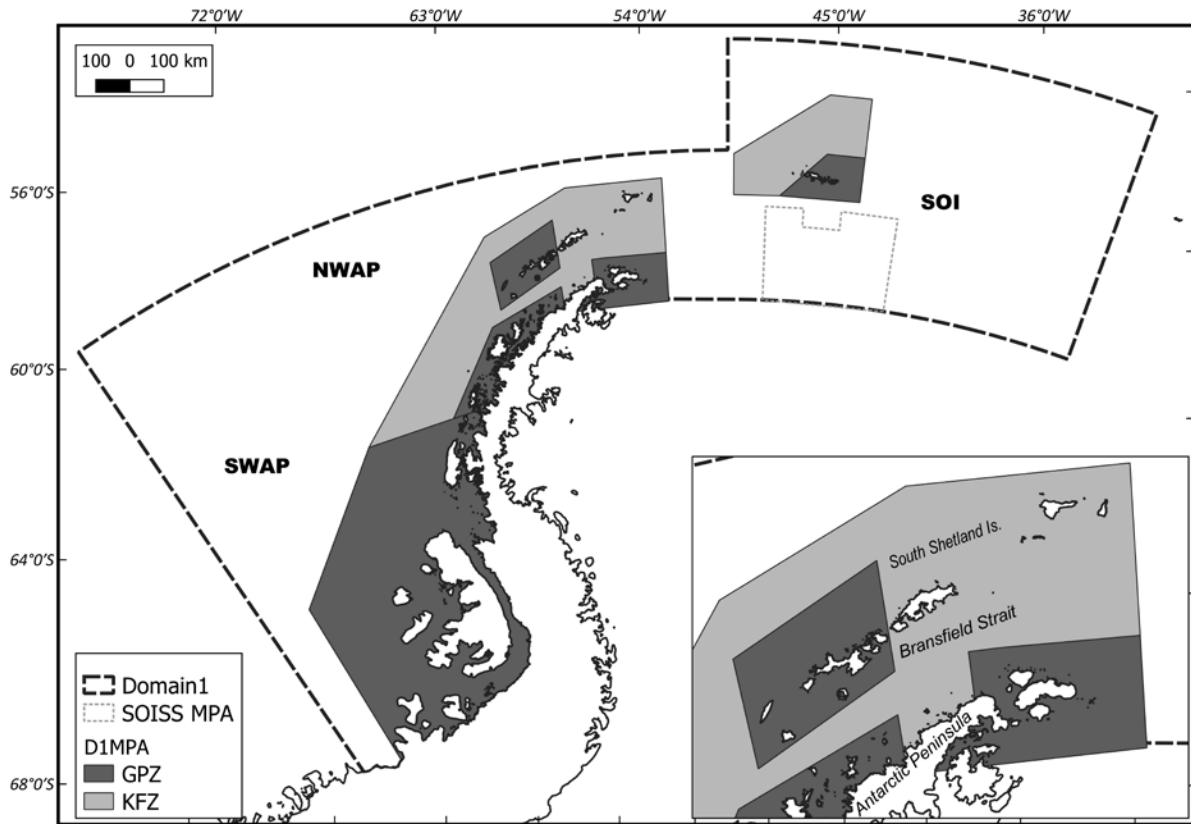 72°0'W 63°0'W 54°0'W 45°0'W 36°0'W
100 0 100 km
56°0'S
SOI
NWAP
60°0'S
SWAP
64°0'S
South Shetland Is.
Bransfield Strait
Antarctic Peninsula
Domain1
SOISS MPA
D1MPA
GPZ
KFZ
68°0'S